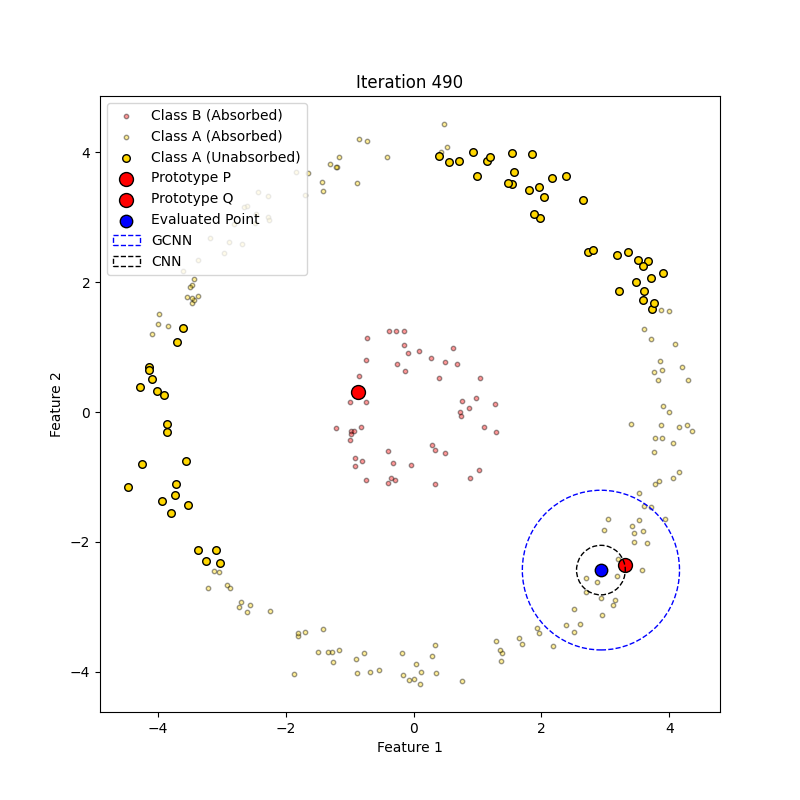 Iteration 490
Class B (Absorbed)
Class A (Absorbed)
Class A (Unabsorbed)
Prototype P
Prototype Q
Evaluated Point
GCNN
CNN
Feature 2
4
2
0
−2
−4
−4
−2
0
2
4
Feature 1